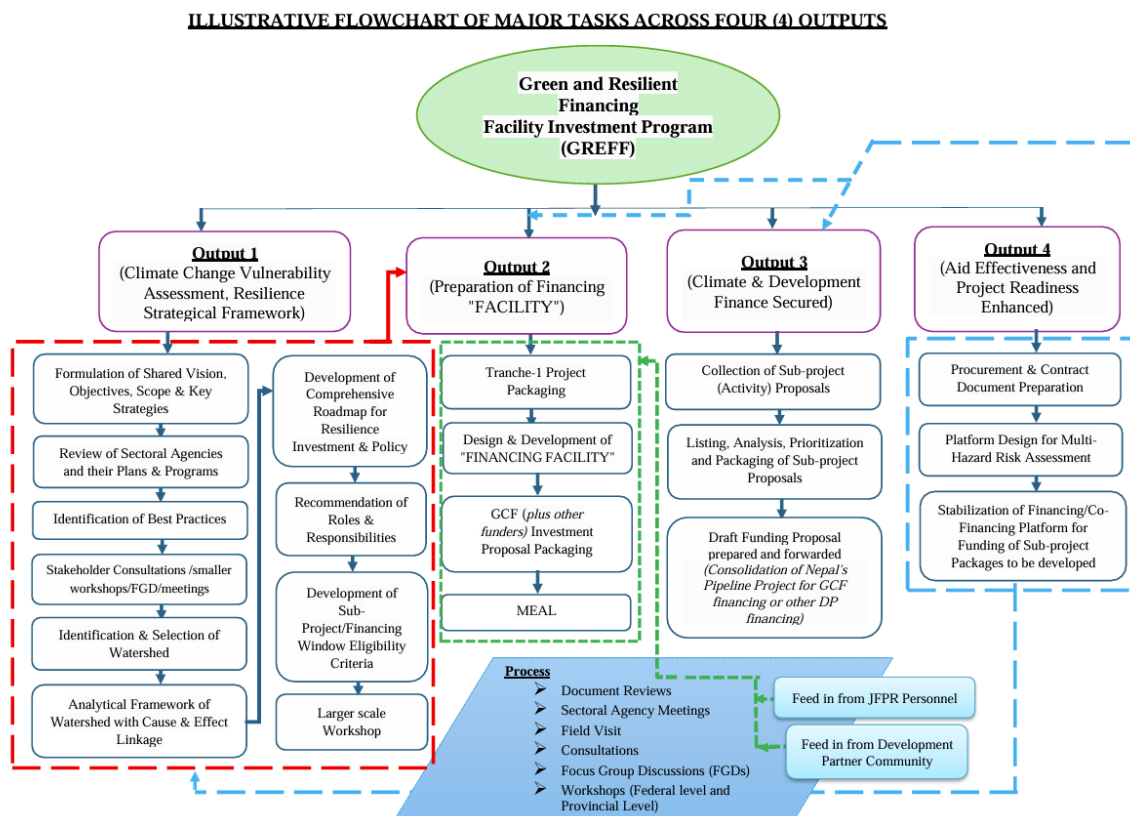 ILLUSTRATIVE FLOWCHART OF MAJOR TASKS ACROSS FOUR (4) OUTPUTS
Green and Resilient
Financing
Facility Investment Program
(GREFF)
Output 1
(Climate Change Vulnerability
Assessment, Resilience
Strategical Framework)
Output 2
(Preparation of Financing
"FACILITY")
Output 3
(Climate & Development
Finance Secured)
Output 4
(Aid Effectiveness and
Project Readiness
Enhanced)
Formulation of Shared Vision,
Objectives, Scope & Key
Strategies
Review of Sectoral Agencies
and their Plans & Programs
Identification of Best Practices
Stakeholder Consultations /smaller
workshops/FGD/meetings
Identification & Selection of
Watershed
Analytical Framework of
Watershed with Cause & Effect
Linkage
Development of
Comprehensive
Roadmap for
Resilience
Investment & Policy
Recommendation of
Roles &
Responsibilities
Development of
Sub-
Project/Financing
Window Eligibility
Criteria
Larger scale
Workshop
Tranche-1 Project
Packaging
Design & Development of
"FINANCING FACILITY"
GCF (plus other
funders) Investment
Proposal Packaging
MEAL
Collection of Sub-project
(Activity) Proposals
Listing, Analysis, Prioritization
and Packaging of Sub-project
Proposals
Draft Funding Proposal
prepared and forwarded
(Consolidation of Nepal's
Pipeline Project for GCF
financing or other DP
financing)
Procurement & Contract
Document Preparation
Platform Design for Multi-
Hazard Risk Assessment
Stabilization of Financing/Co-
Financing Platform for
Funding of Sub-project
Packages to be developed
Process
➢ Document Reviews
➢ Sectoral Agency Meetings
➢ Field Visit
➢ Consultations
➢ Focus Group Discussions (FGDs)
➢ Workshops (Federal level and
Provincial Level)
Feed in from JFPR Personnel
Feed in from Development
Partner Community